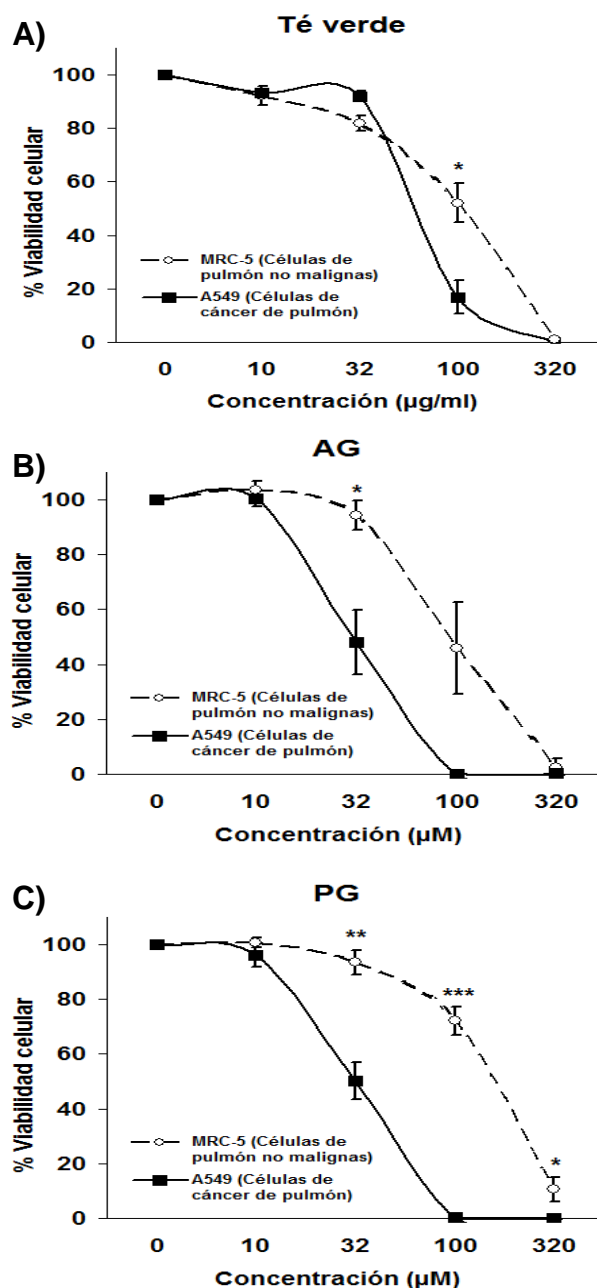 A)
Té verde
100
80
60
40
20
0
% Viabilidad celular
*
MRC-5 (Células de
pulmón no malignas)
A549 (Células de
cáncer de pulmón)
0 10 32 100 320
Concentración (µg/ml)
B)
AG
100
80
60
40
20
0
% Viabilidad celular
*
MRC-5 (Células de
pulmón no malignas)
A549 (Células de
cáncer de pulmón)
0 10 32 100 320
Concentración (µM)
C)
PG
100
80
60
40
20
0
% Viabilidad celular
**
***
*
MRC-5 (Células de
pulmón no malignas)
A549 (Células de
cáncer de pulmón)
0 10 32 100 320
Concentración (µM)